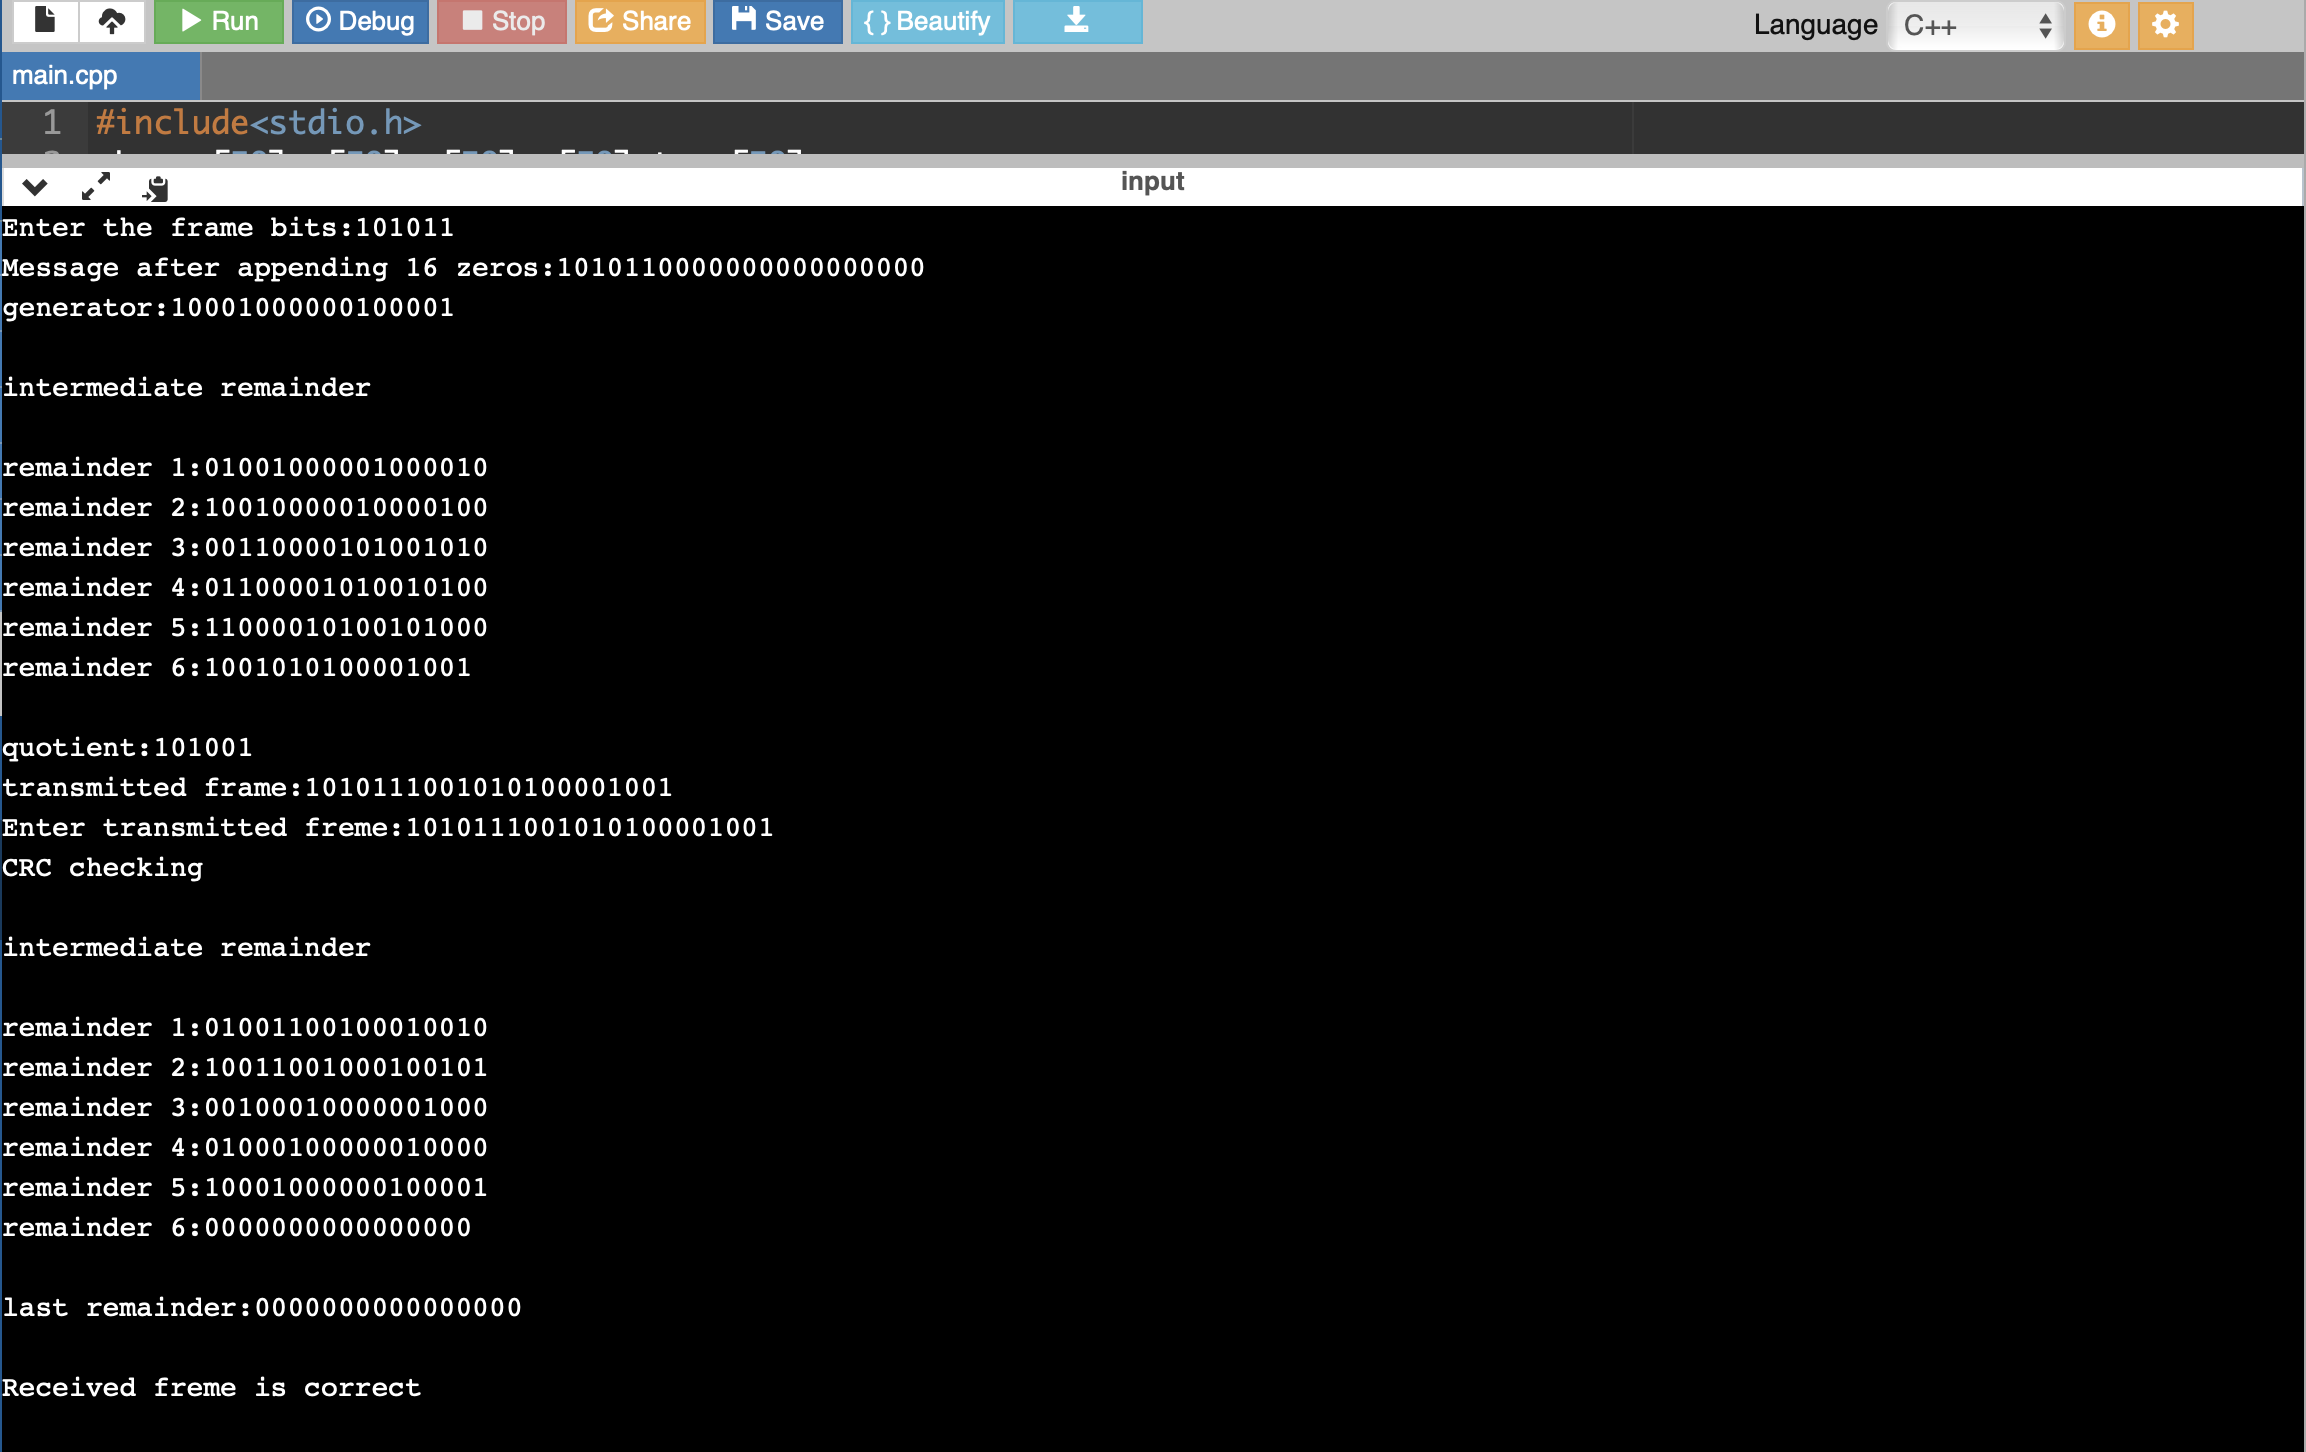 Run Debug Stop Share Save { } Beautify Language C++
main.cpp
1 #include<stdio.h>
input
Enter the frame bits:101011
Message after appending 16 zeros:1010110000000000000000
generator:10001000000100001
intermediate remainder
remainder 1:01001000001000010
remainder 2:10010000010000100
remainder 3:00110000101001010
remainder 4:01100001010010100
remainder 5:11000010100101000
remainder 6:1001010100001001
quotient:101001
transmitted frame:1010111001010100001001
Enter transmitted freme:1010111001010100001001
CRC checking
intermediate remainder
remainder 1:01001100100010010
remainder 2:10011001000100101
remainder 3:00100010000001000
remainder 4:01000100000010000
remainder 5:10001000000100001
remainder 6:0000000000000000
last remainder:0000000000000000
Received freme is correct